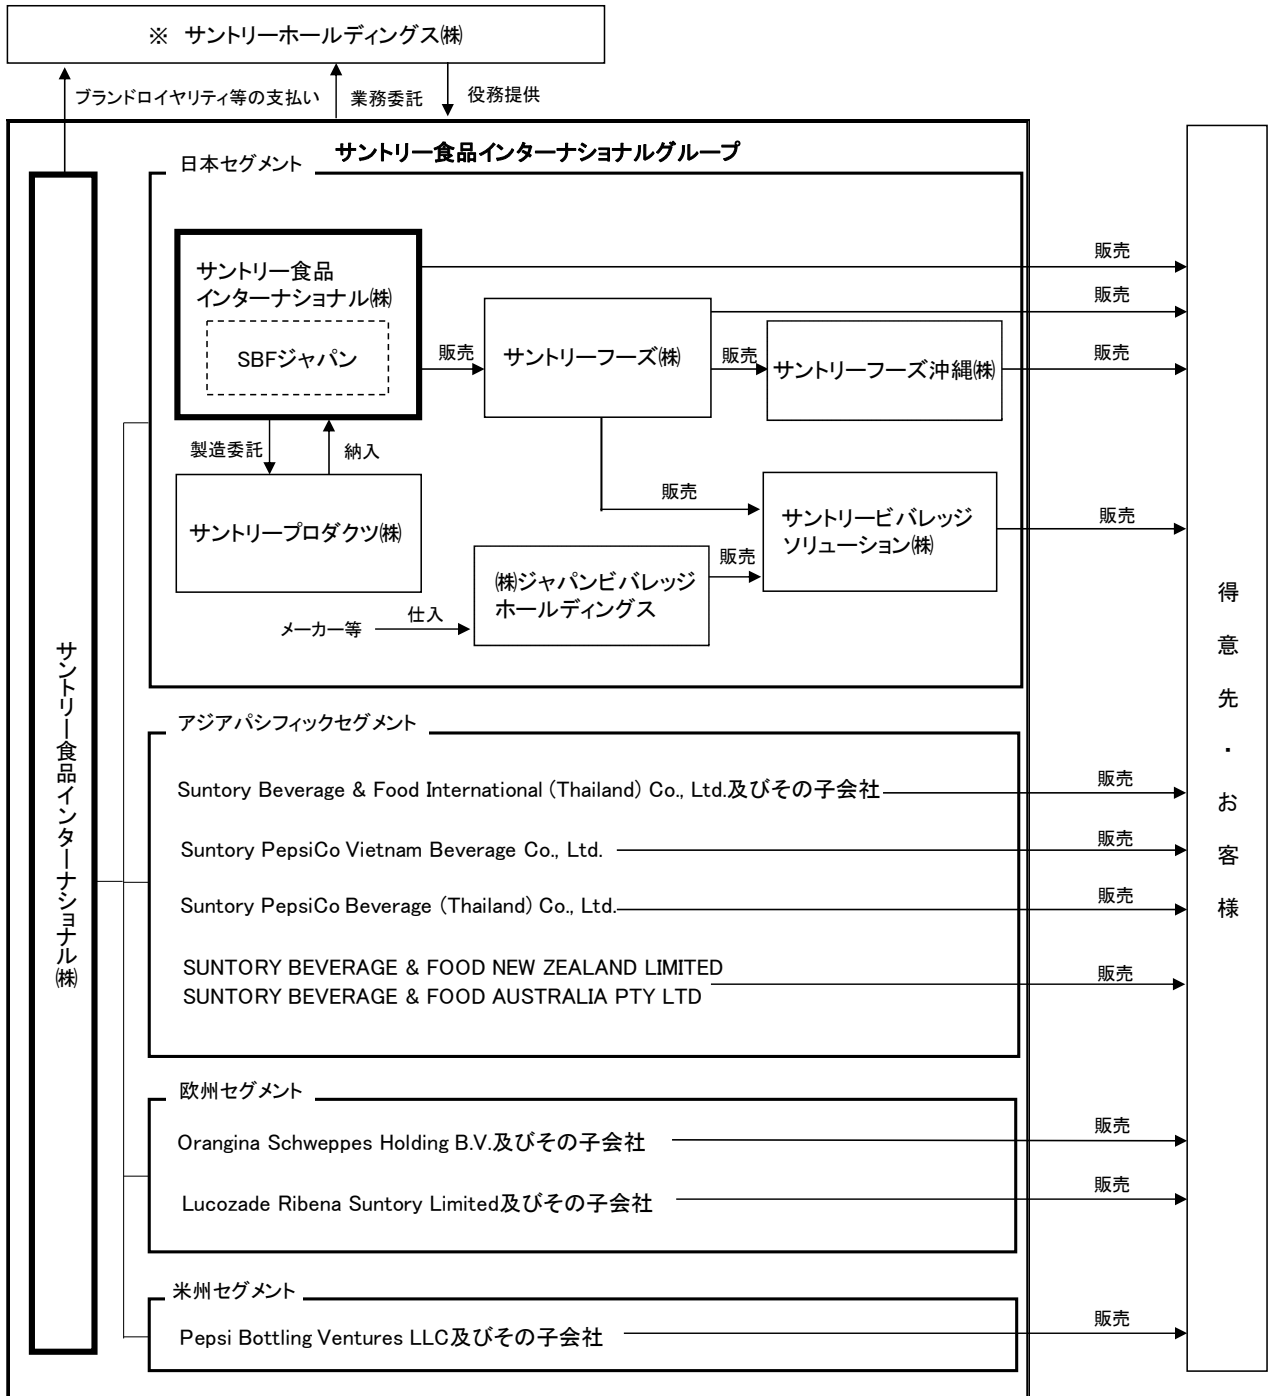 ※ サントリーホールディングス㈱
ブランドロイヤリティ等の支払い
業務委託
役務提供
サントリー食品インターナショナルグループ
日本セグメント
サントリー食品
インターナショナル㈱
SBFジャパン
販売
販売
販売
サントリーフーズ㈱
販売
サントリーフーズ沖縄㈱
販売
製造委託
納入
サントリープロダクツ㈱
販売
サントリービバレッジ
ソリューション㈱
販売
㈱ジャパンビバレッジ
ホールディングス
販売
メーカー等
仕入
サントリー食品インターナショナル㈱
得意先・お客様
アジアパシフィックセグメント
Suntory Beverage & Food International (Thailand) Co., Ltd.及びその子会社
販売
Suntory PepsiCo Vietnam Beverage Co., Ltd.
販売
Suntory PepsiCo Beverage (Thailand) Co., Ltd.
販売
SUNTORY BEVERAGE & FOOD NEW ZEALAND LIMITED
SUNTORY BEVERAGE & FOOD AUSTRALIA PTY LTD
販売
欧州セグメント
Orangina Schweppes Holding B.V.及びその子会社
販売
Lucozade Ribena Suntory Limited及びその子会社
販売
米州セグメント
Pepsi Bottling Ventures LLC及びその子会社
販売